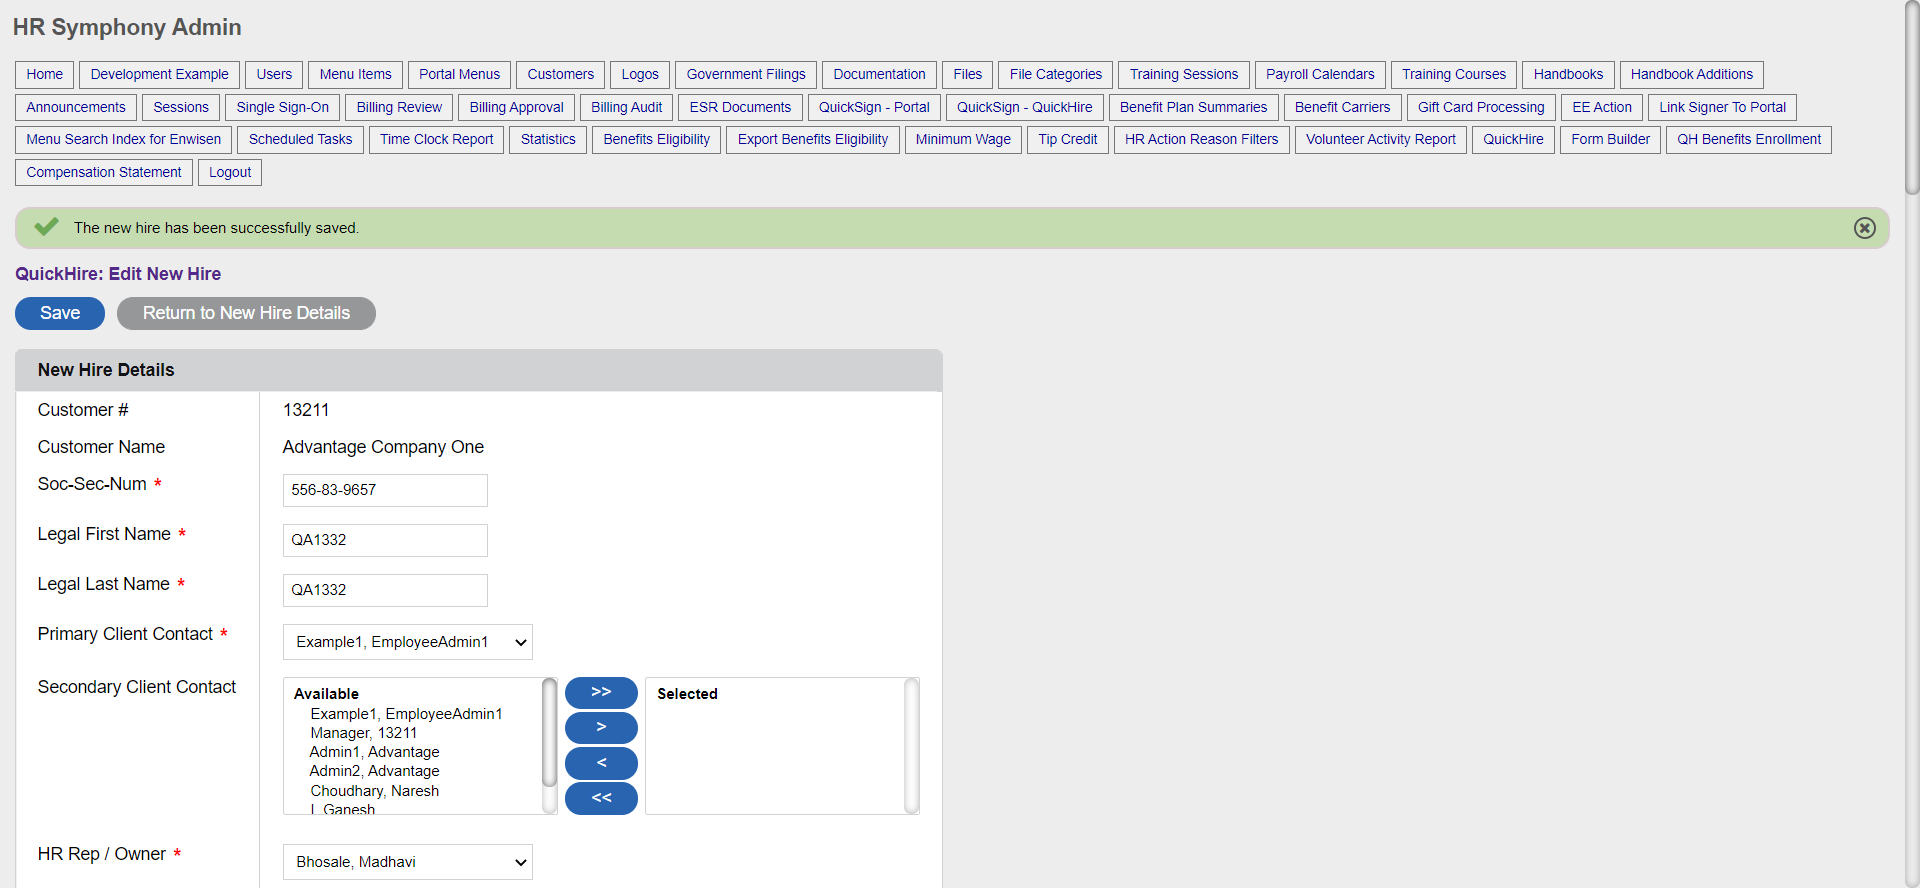 HR Symphony Admin
Home Development Example Users Menu Items Portal Menus Customers Logos Government Filings Documentation Files File Categories Training Sessions Payroll Calendars Training Courses Handbooks Handbook Additions
Announcements Sessions Single Sign-On Billing Review Billing Approval Billing Audit ESR Documents QuickSign - Portal QuickSign - QuickHire Benefit Plan Summaries Benefit Carriers Gift Card Processing EE Action Link Signer To Portal
Menu Search Index for Enwisen Scheduled Tasks Time Clock Report Statistics Benefits Eligibility Export Benefits Eligibility Minimum Wage Tip Credit HR Action Reason Filters Volunteer Activity Report QuickHire Form Builder QH Benefits Enrollment
Compensation Statement Logout
The new hire has been successfully saved.
QuickHire: Edit New Hire
Save Return to New Hire Details
New Hire Details
Customer # 13211
Customer Name Advantage Company One
Soc-Sec-Num * 556-83-9657
Legal First Name * QA1332
Legal Last Name * QA1332
Primary Client Contact * Example1, EmployeeAdmin1
Secondary Client Contact
Available >> Selected
Example1, EmployeeAdmin1
Manager, 13211 >
Admin1, Advantage
Admin2, Advantage <
Choudhary, Naresh <<
Ganesh
HR Rep / Owner * Bhosale, Madhavi